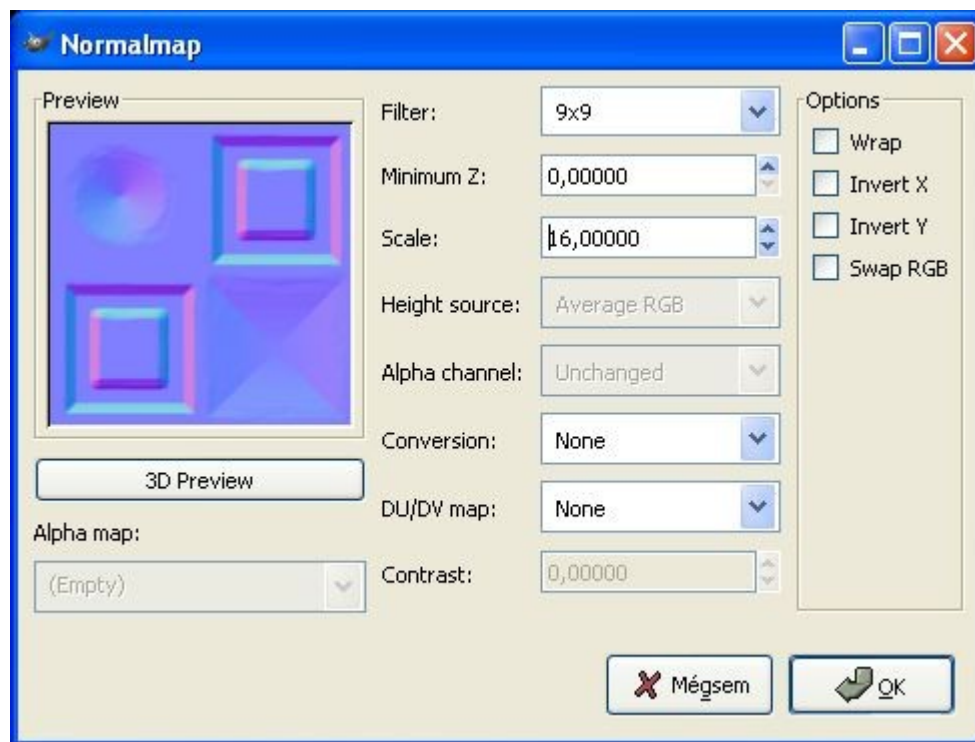 Normalmap
Preview
Filter: 9x9
Minimum Z: 0,00000
Scale: 16,00000
Height source: Average RGB
Alpha channel: Unchanged
Conversion: None
DU/DV map: None
Contrast: 0,00000
3D Preview
Alpha map:
(Empty)
Options
Wrap
Invert X
Invert Y
Swap RGB
Mégsem
OK